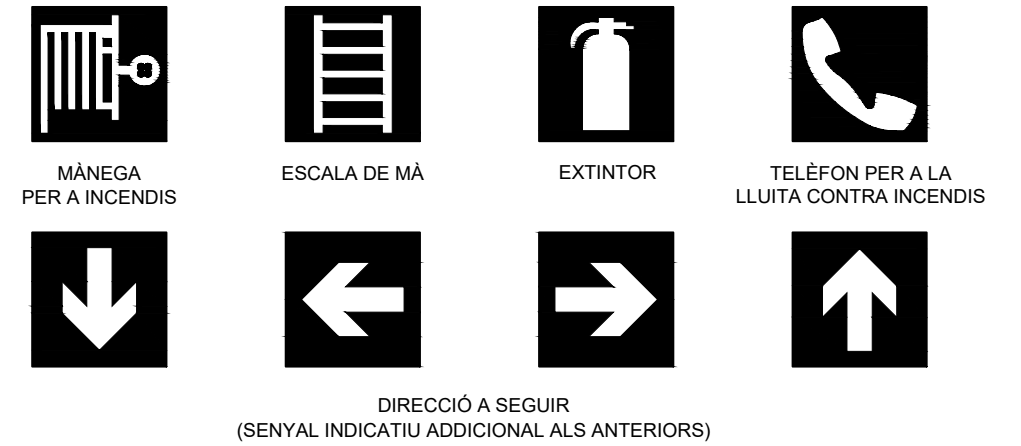 MÀNEGA
PER A INCENDIS
ESCALA DE MÀ
EXTINTOR
TELÈFON PER A LA
LLUITA CONTRA INCENDIS
DIRECCIÓ A SEGUIR
(SENYAL INDICATIU ADDICIONAL ALS ANTERIORS)